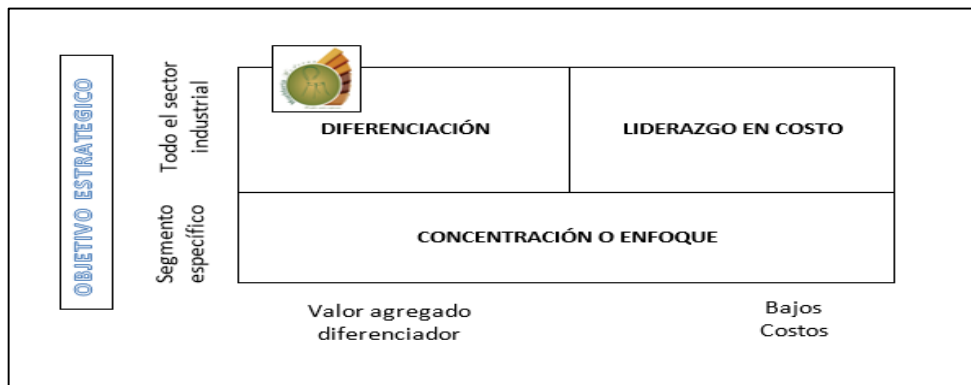 OBJETIVO ESTRATEGICO
Todo el sector
industrial
DIFERENCIACIÓN
LIDERAZGO EN COSTO
Segmento
específico
CONCENTRACIÓN O ENFOQUE
Valor agregado
diferenciador
Bajos
Costos